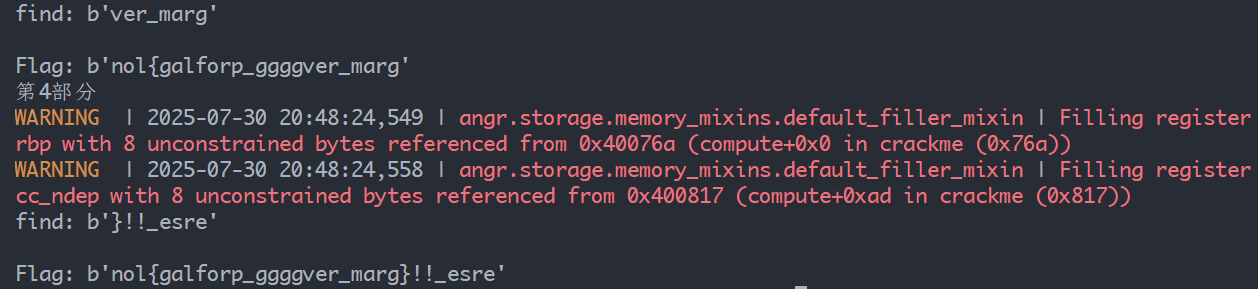 find: b'ver_marg'
Flag: b'nol{galforp_ggggver_marg'
第4部分
WARNING  | 2025-07-30 20:48:24,549 | angr.storage.memory_mixins.default_filler_mixin | Filling register
rbp with 8 unconstrained bytes referenced from 0x40076a (compute+0x0 in crackme (0x76a))
WARNING  | 2025-07-30 20:48:24,558 | angr.storage.memory_mixins.default_filler_mixin | Filling register
cc_ndep with 8 unconstrained bytes referenced from 0x400817 (compute+0xad in crackme (0x817))
find: b'}!!_esre'
Flag: b'nol{galforp_ggggver_marg}!!_esre'